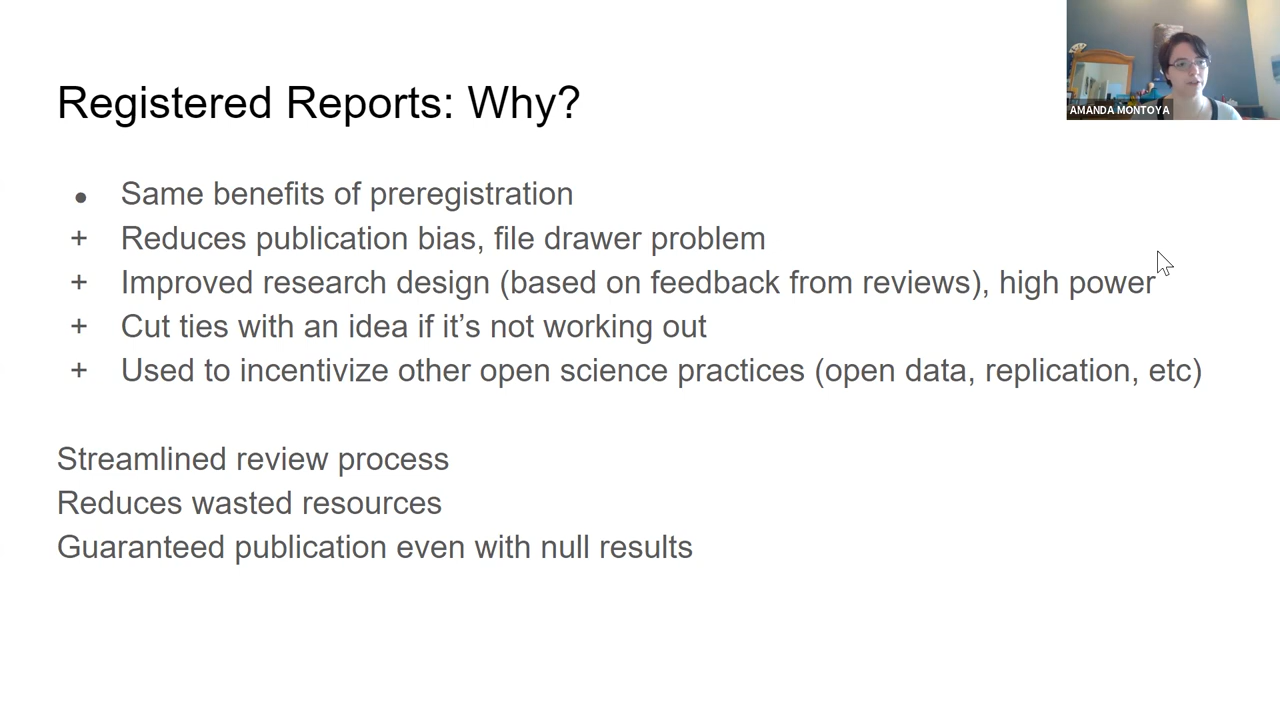 Registered Reports: Why?
AMANDA MONTOYA
● Same benefits of preregistration
+ Reduces publication bias, file drawer problem
+ Improved research design (based on feedback from reviews), high power
+ Cut ties with an idea if it’s not working out
+ Used to incentivize other open science practices (open data, replication, etc)
Streamlined review process
Reduces wasted resources
Guaranteed publication even with null results